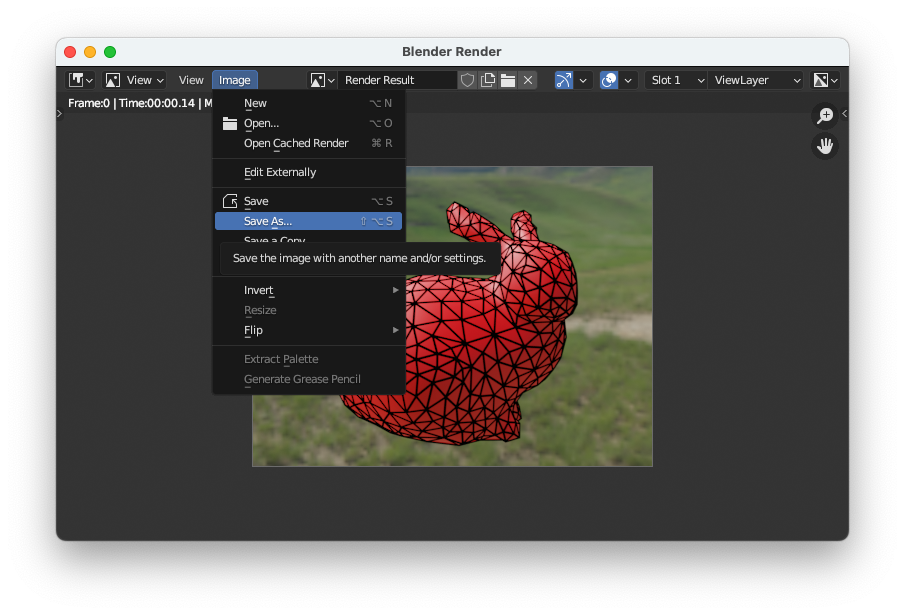 Blender Render
View View Image Render Result Slot 1 ViewLayer
Frame:0 | Time:00:00.14 | M
New ⌥ N
Open... ⌥ O
Open Cached Render ⌘ R
Edit Externally
Save ⌥ S
Save As... ⇧ ⌥ S
Save a Copy
Save the image with another name and/or settings.
Invert
Resize
Flip
Extract Palette
Generate Grease Pencil